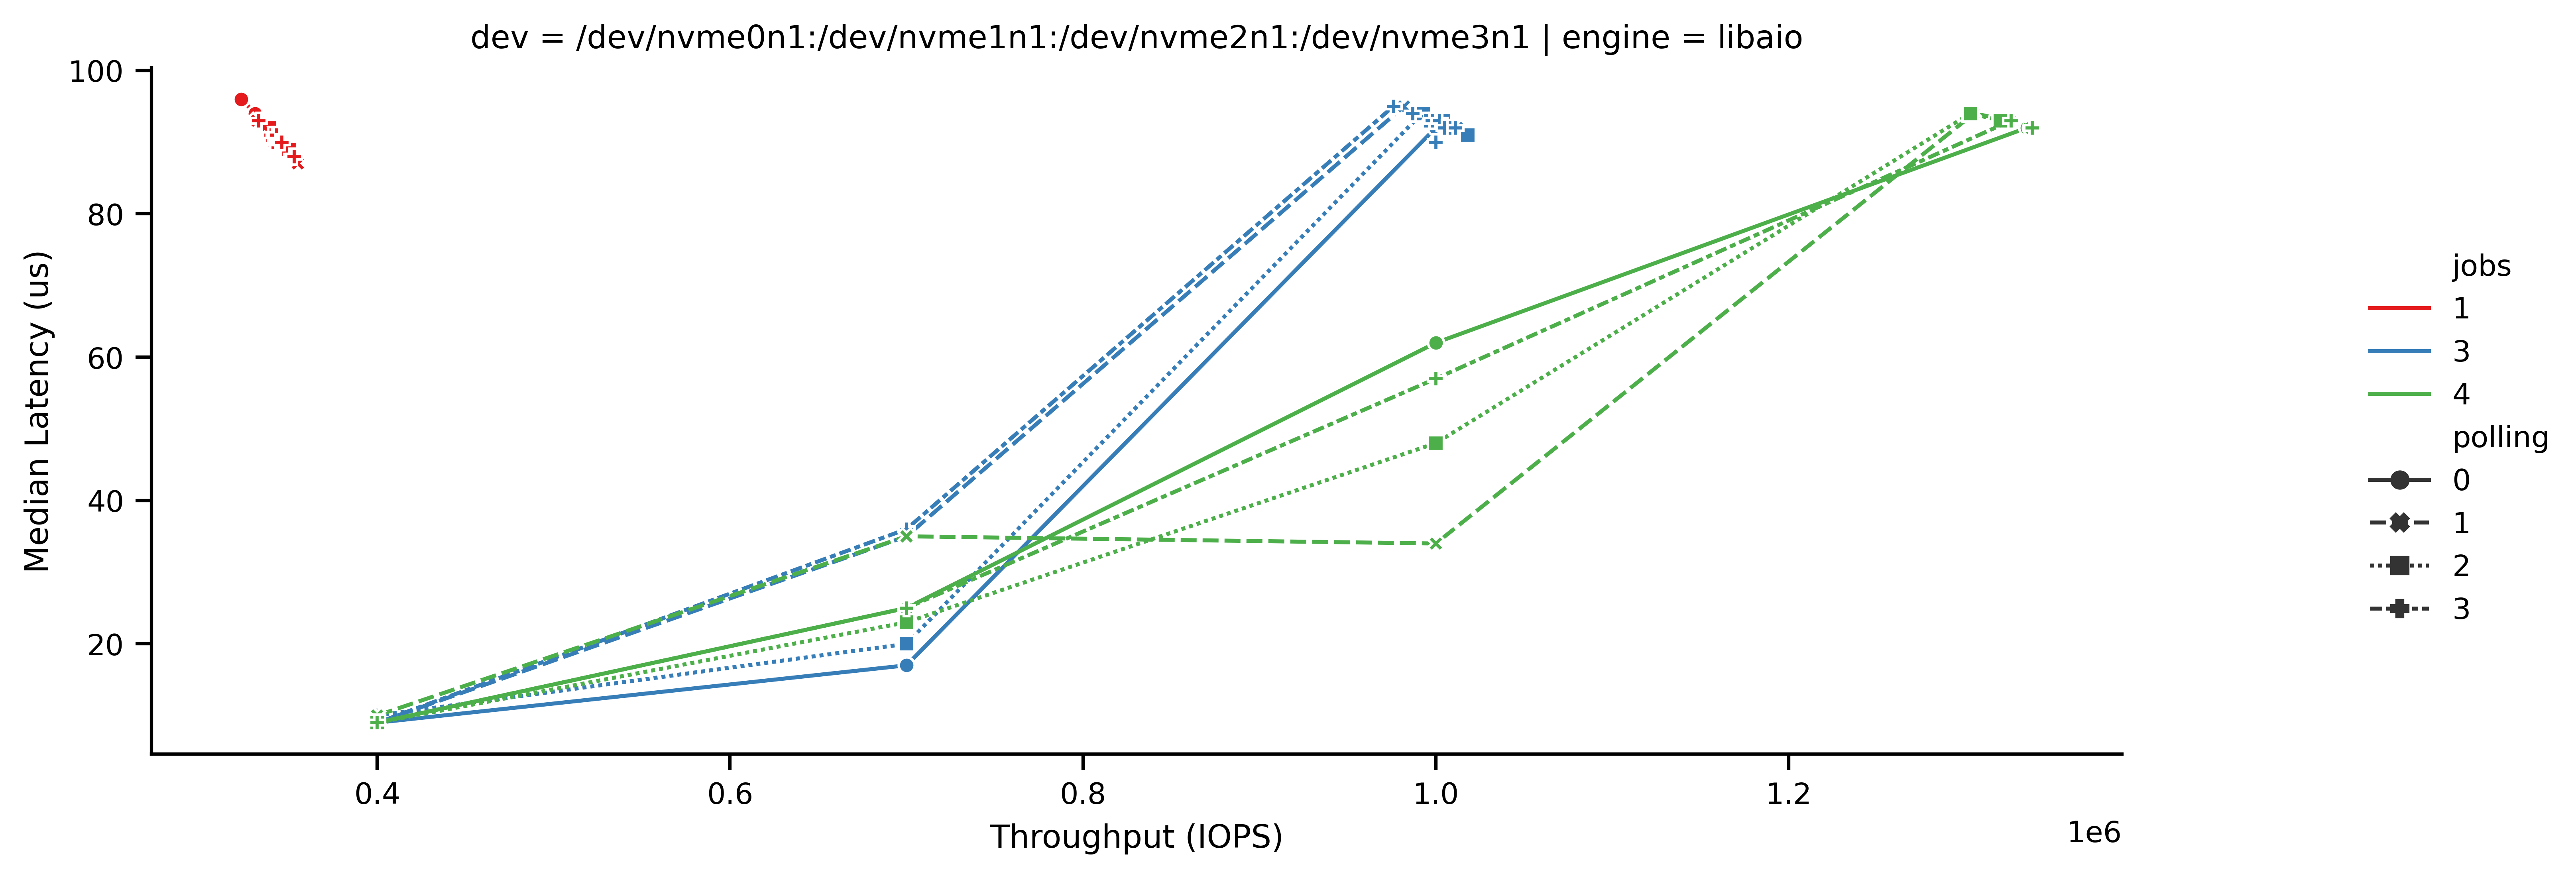 dev = /dev/nvme0n1:/dev/nvme1n1:/dev/nvme2n1:/dev/nvme3n1 | engine = libaio
100
80
60
40
20
Median Latency (us)
0.4 0.6 0.8 1.0 1.2
1e6
Throughput (IOPS)
jobs
1
3
4
polling
0
1
2
3